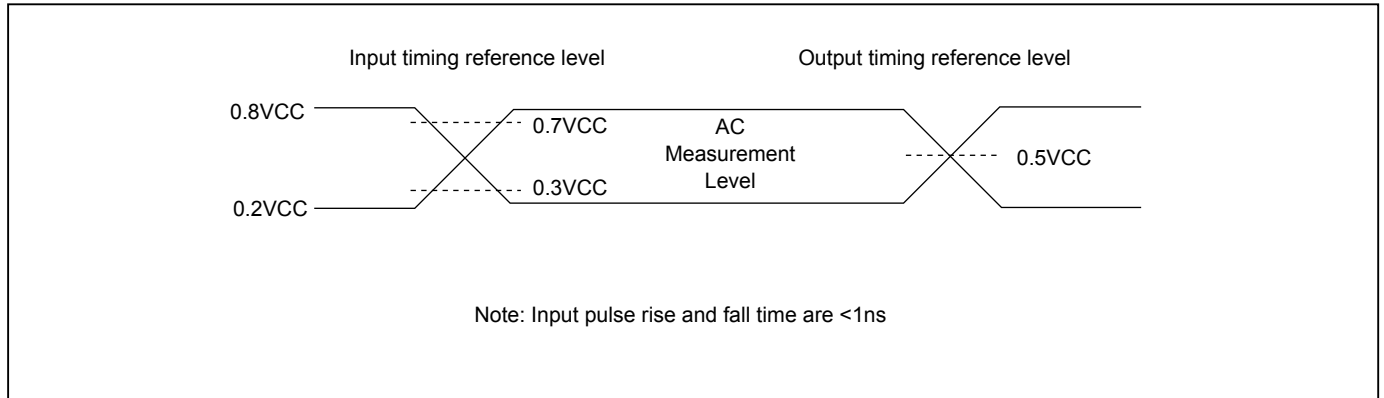 Input timing reference level
Output timing reference level
0.8VCC
0.7VCC
AC
Measurement
Level
0.5VCC
0.3VCC
0.2VCC
Note: Input pulse rise and fall time are <1ns